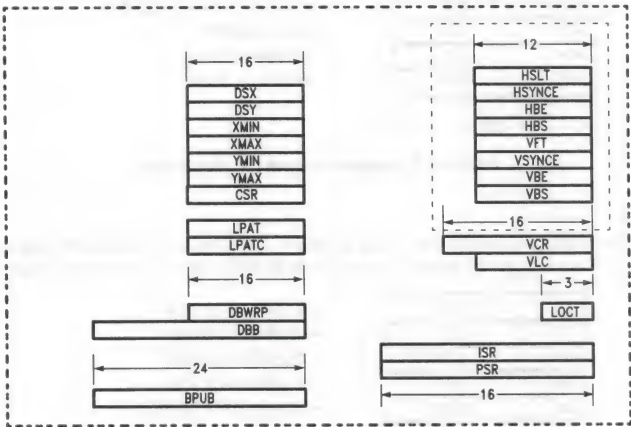 16
DSX
DSY
XMIN
XMAX
YMIN
YMAX
CSR
LPAT
LPATC
16
DBWRP
DBB
24
BPUB
12
HSLT
HSYNCE
HBE
HBS
VFT
VSYNCE
VBE
VBS
16
VCR
VLC
3
LOCT
ISR
PSR
16